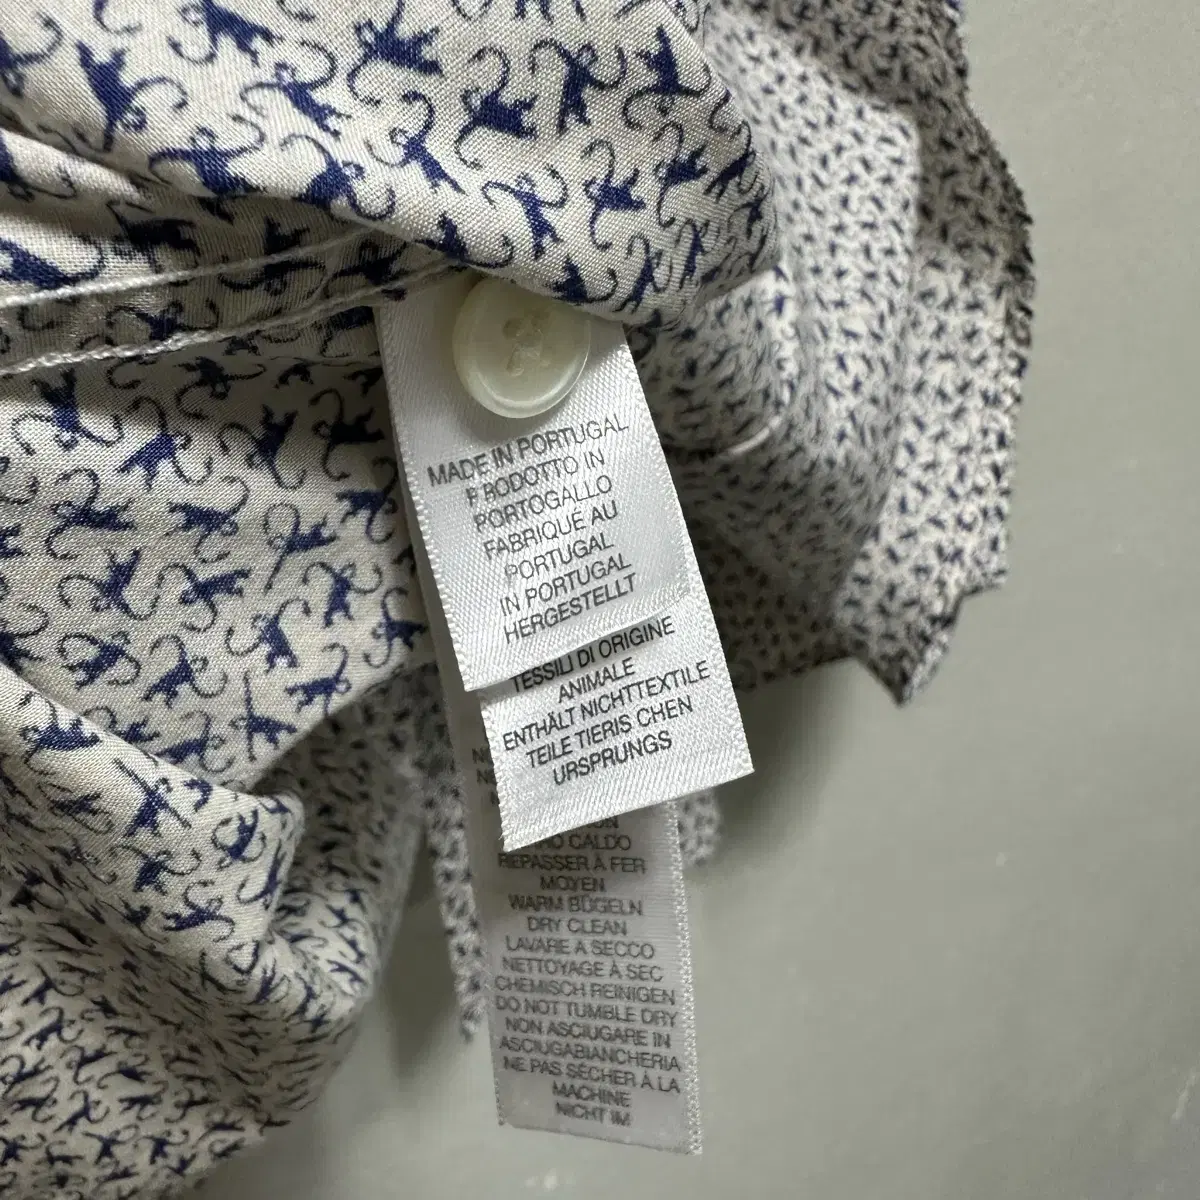 MADE IN PORTUGAL
PRODOTTO IN
PORTOGALLO
FABRIQUÉ AU
PORTUGAL
IN PORTUGAL
HERGESTELLT
TESSILI DI ORIGINE
ANIMALE
ENTHÄLT NICHTTEXTILE
TEILE TIERIS CHEN
URSPRUNGS
CALDO
REPASSER À FER
MOYEN
WARM BÜGELN
DRY CLEAN
LAVARE A SECCO
NETTOYAGE À SEC
CHEMISCH REINIGEN
DO NOT TUMBLE DRY
NON ASCIUGARE IN
ASCIUGABIANCHERIA
NE PAS SÉCHER À LA
MACHINE
NICHT IM